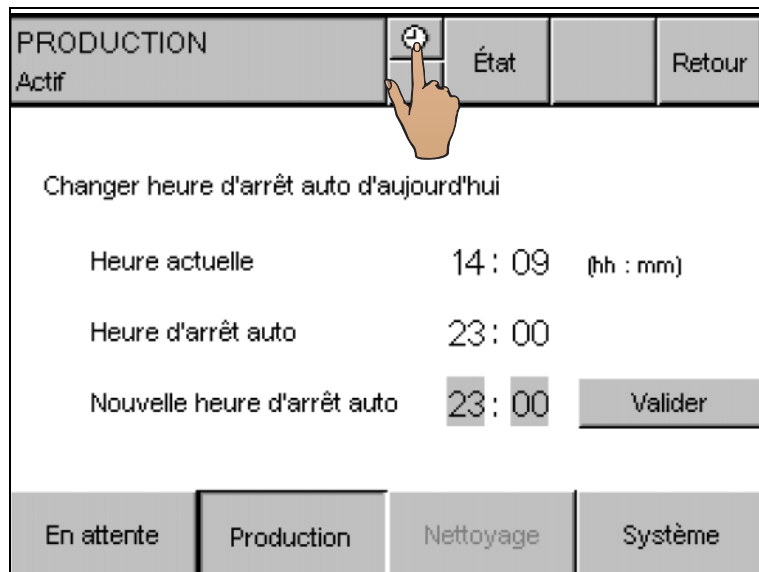 PRODUCTION
Actif
État
Retour
Changer heure d'arrêt auto d'aujourd'hui
Heure actuelle 14 : 09 (hh : mm)
Heure d'arrêt auto 23 : 00
Nouvelle heure d'arrêt auto 23 : 00 Valider
En attente Production Nettoyage Système